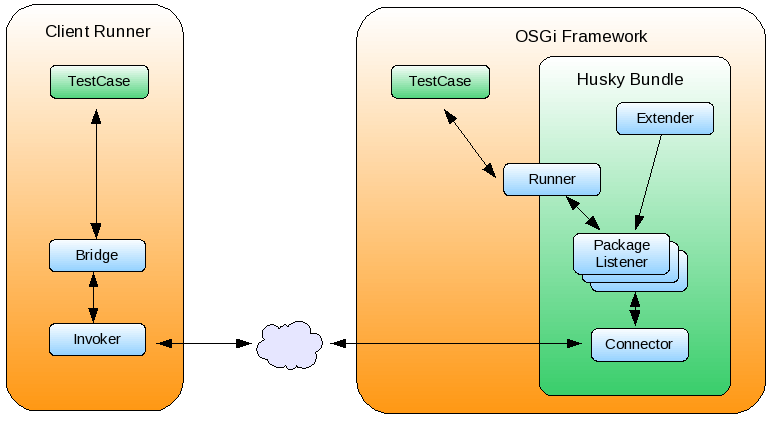 Client Runner
TestCase
Bridge
Invoker
OSGi Framework
TestCase
Husky Bundle
Extender
Runner
Package
Listener
Connector